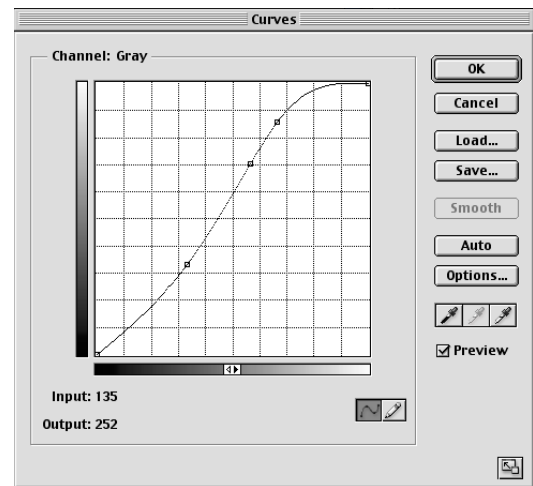 Curves
Channel: Gray
OK
Cancel
Load...
Save...
Smooth
Auto
Options...
Preview
Input: 135
Output: 252